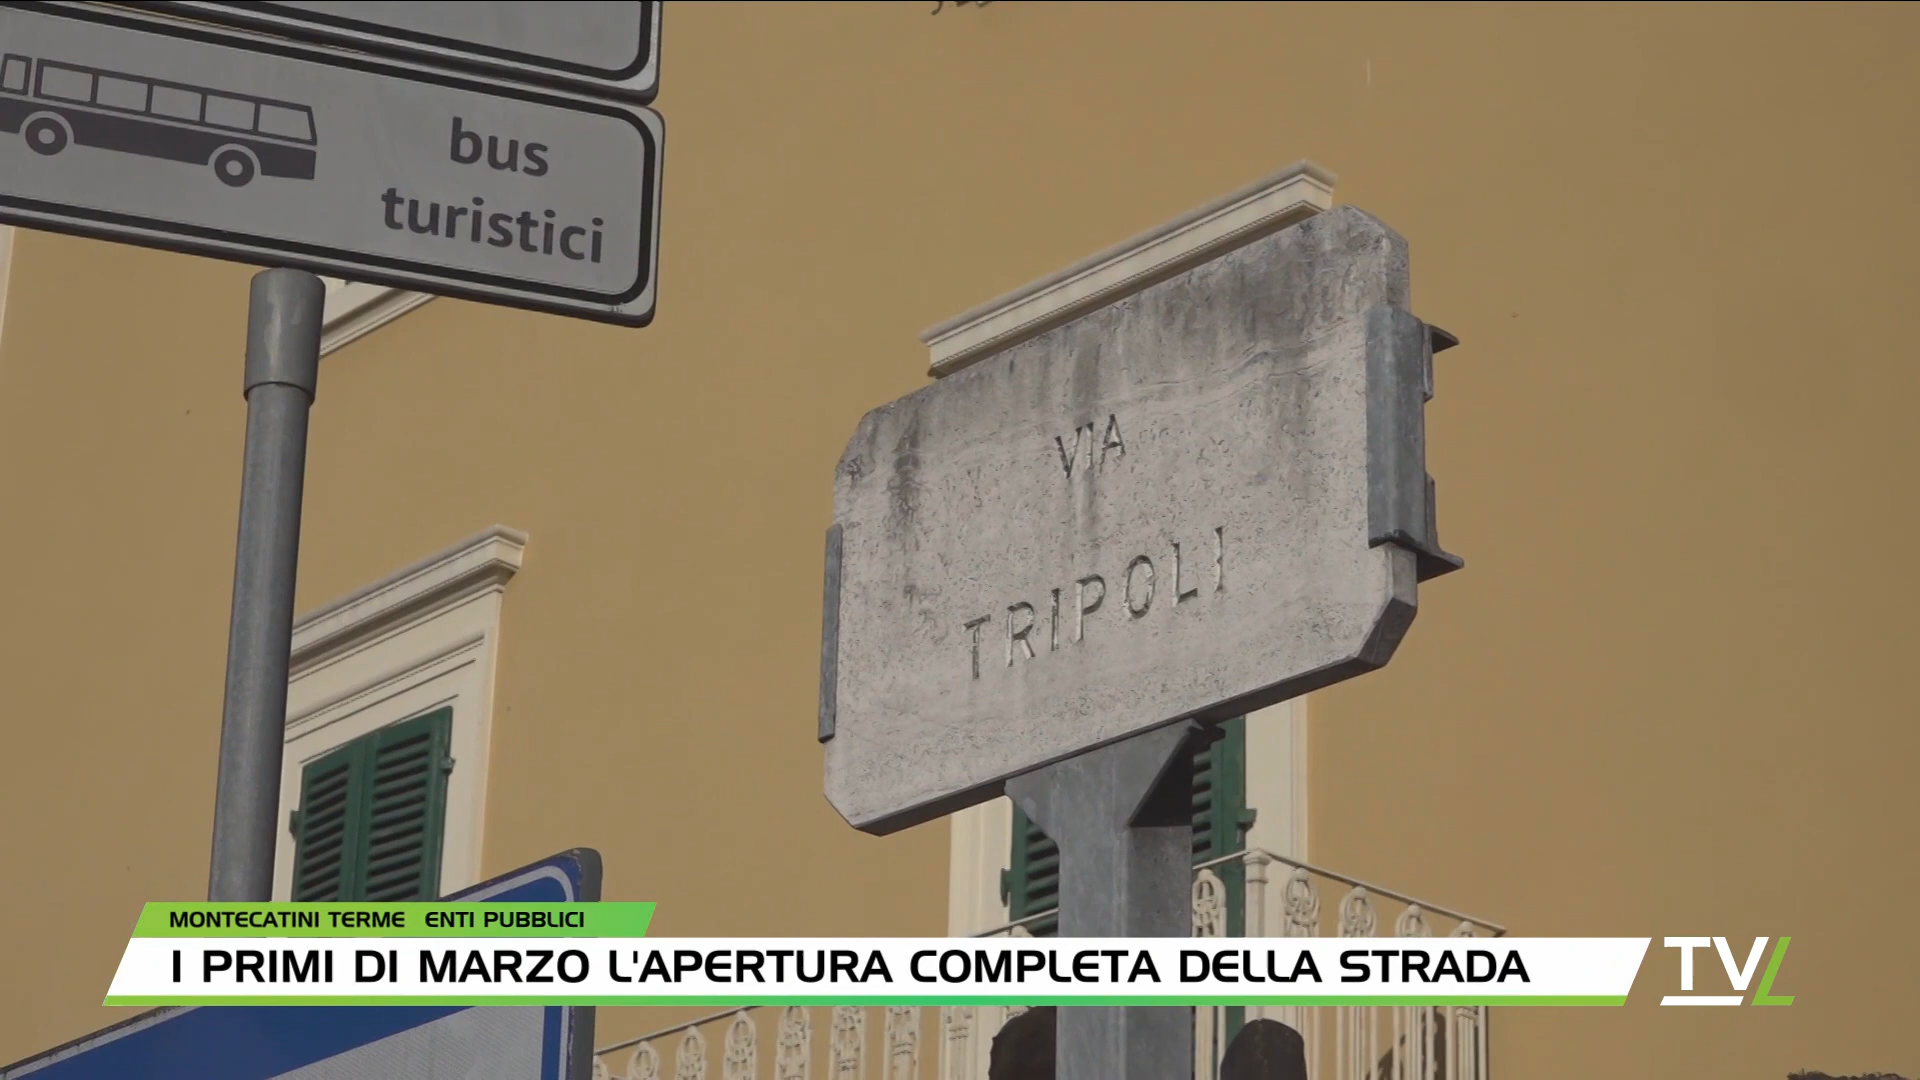 bus
turistici
VIA
TRIPOLI
MONTECATINI TERME ENTI PUBBLICI
I PRIMI DI MARZO L'APERTURA COMPLETA DELLA STRADA
TVL